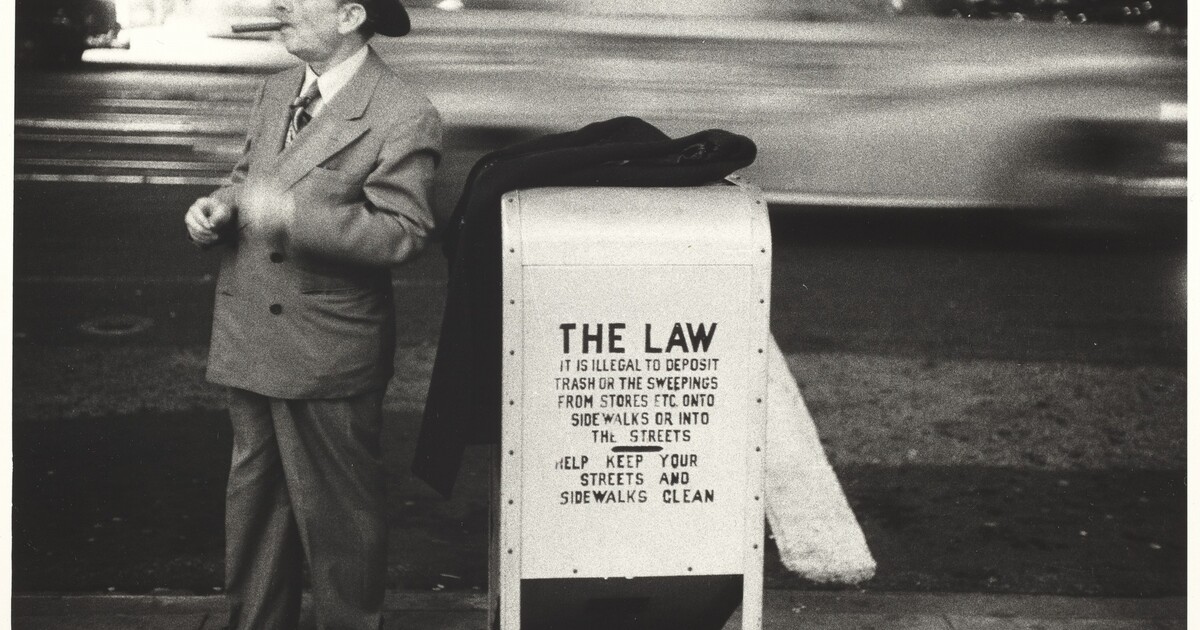 THE LAW
IT IS ILLEGAL TO DEPOSIT
TRASH OR THE SWEEPINGS
FROM STORES ETC. ONTO
SIDEWALKS OR INTO
THE STREETS
HELP KEEP YOUR
STREETS AND
SIDEWALKS CLEAN